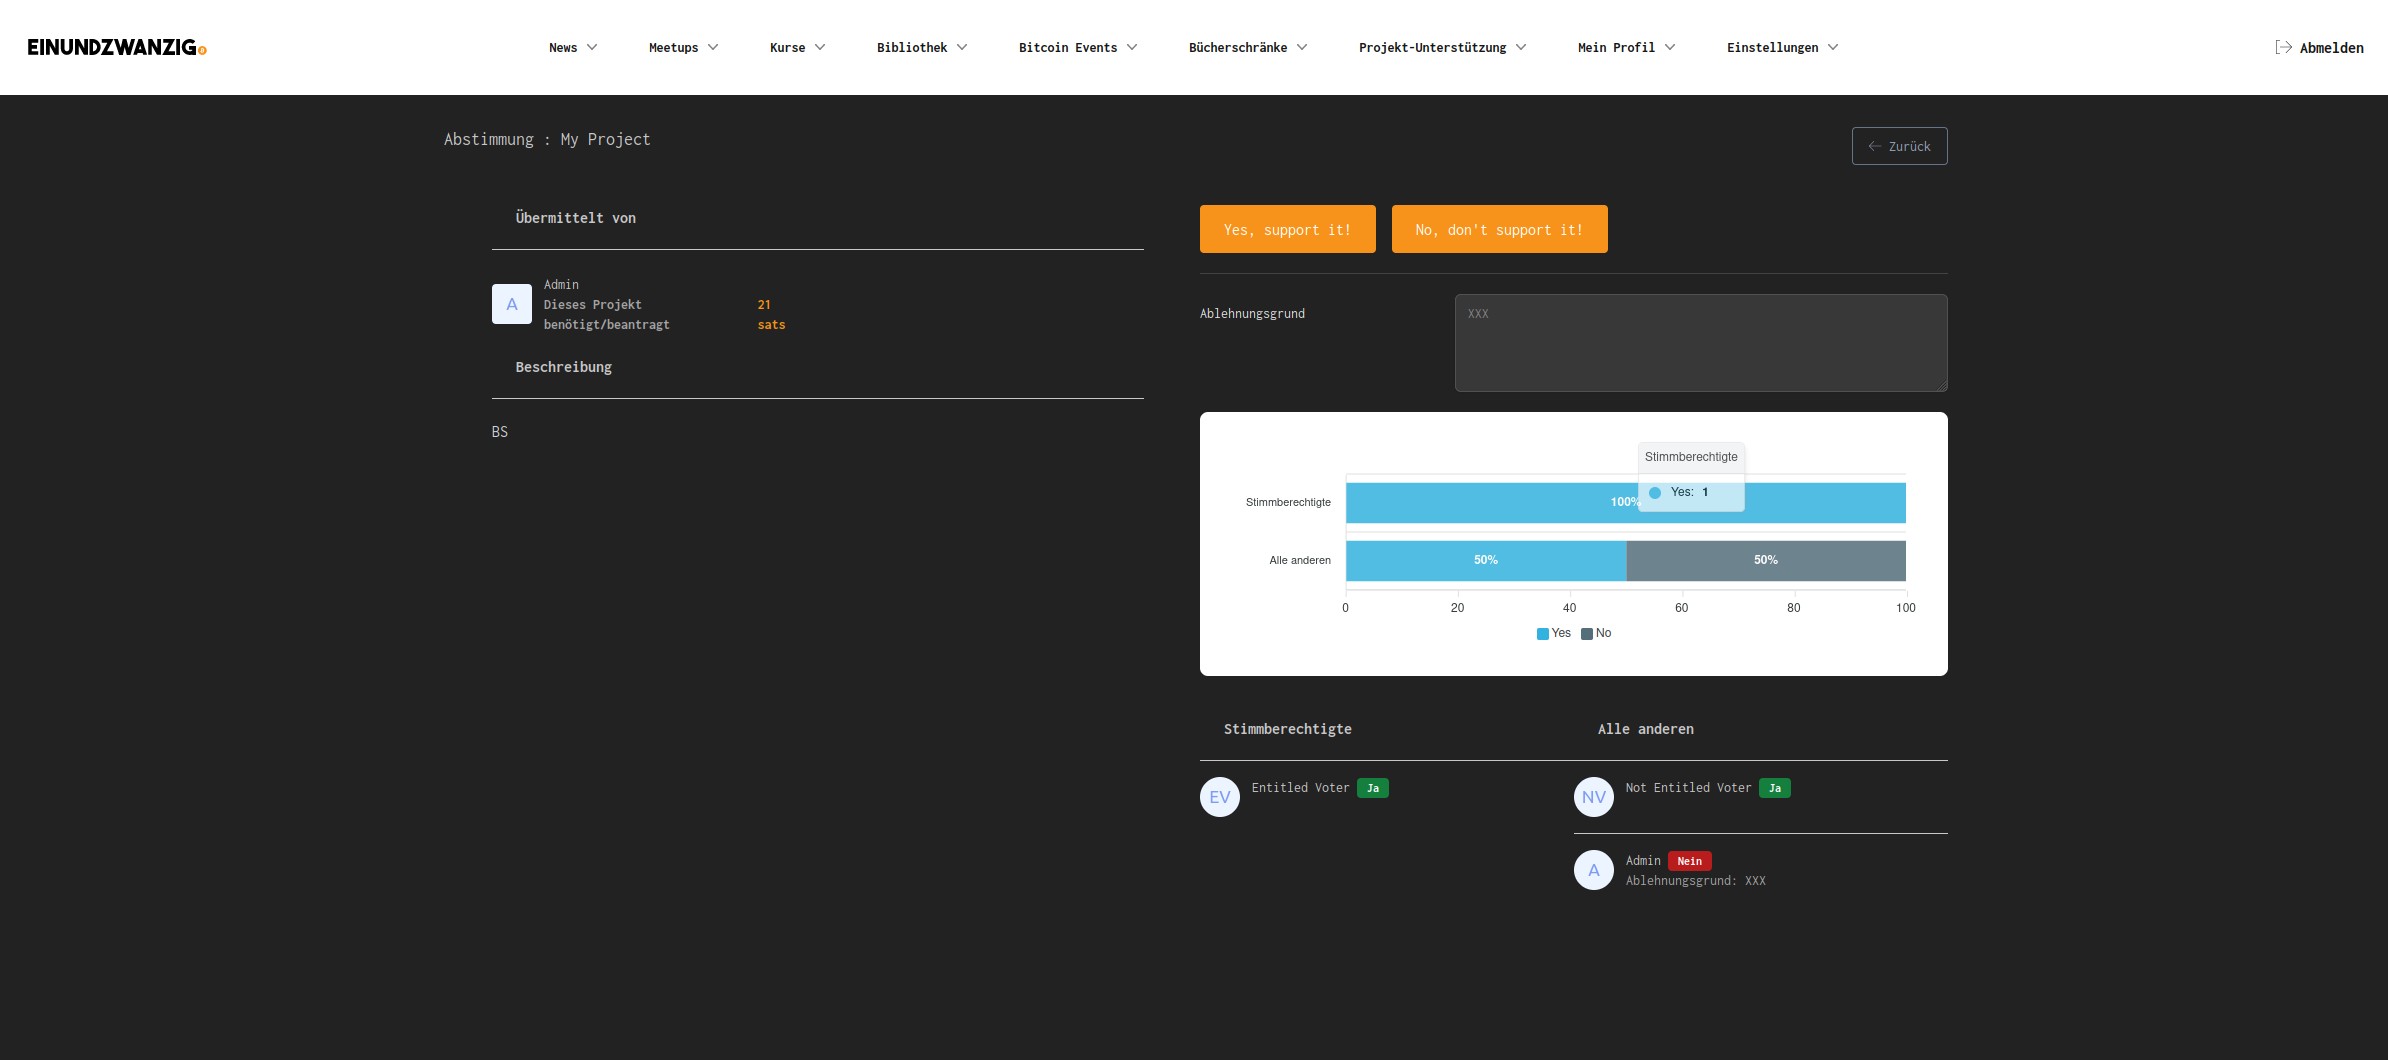 EINUNDZWANZIG
News
Meetups
Kurse
Bibliothek
Bitcoin Events
Bücherschränke
Projekt-Unterstützung
Mein Profil
Einstellungen
Abmelden
Abstimmung : My Project
Zurück
Übermittelt von
A
Admin
Dieses Projekt benötigt/beantragt
21 sats
Beschreibung
BS
Yes, support it!
No, don't support it!
Ablehnungsgrund
XXX
Stimmberechtigte
Yes: 1
Stimmberechtigte
100%
Alle anderen
50%
50%
0
20
40
60
80
100
Yes
No
Stimmberechtigte
EV
Entitled Voter
Ja
Alle anderen
NV
Not Entitled Voter
Ja
A
Admin
Nein
Ablehnungsgrund: XXX